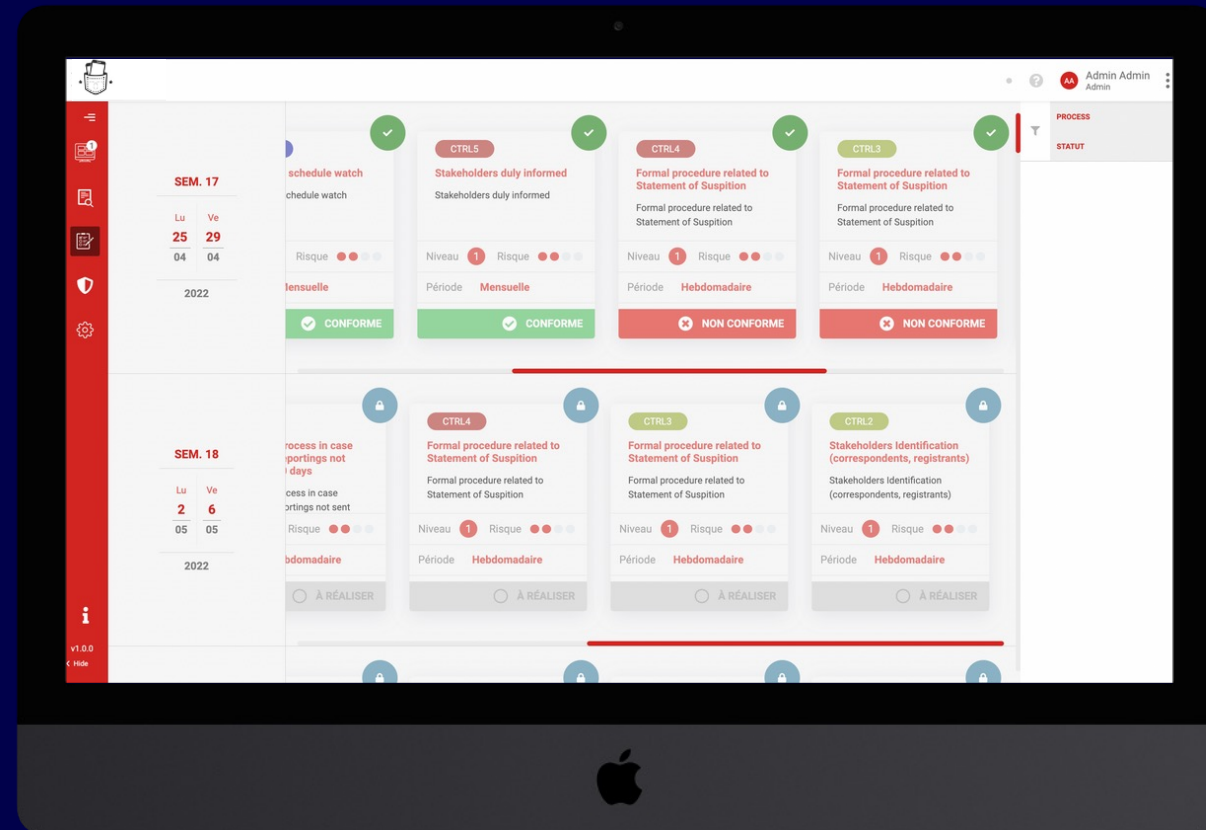 Admin Admin
AA
Admin
PROCESS
STATUT
1
SEM. 17
Lu Ve
25 29
04 04
2022
schedule watch
chedule watch
Risque
Mensuelle
CONFORME
CTRL5
Stakeholders duly informed
Stakeholders duly informed
Niveau 1 Risque
Période Mensuelle
CONFORME
CTRL4
Formal procedure related to
Statement of Suspition
Formal procedure related to
Statement of Suspition
Niveau 1 Risque
Période Hebdomadaire
NON CONFORME
CTRL3
Formal procedure related to
Statement of Suspition
Formal procedure related to
Statement of Suspition
Niveau 1 Risque
Période Hebdomadaire
NON CONFORME
SEM. 18
Lu Ve
2 6
05 05
2022
rocess in case
portings not
days
cess in case
ortings not sent
Risque
bdomadaire
À RÉALISER
CTRL4
Formal procedure related to
Statement of Suspition
Formal procedure related to
Statement of Suspition
Niveau 1 Risque
Période Hebdomadaire
À RÉALISER
CTRL3
Formal procedure related to
Statement of Suspition
Formal procedure related to
Statement of Suspition
Niveau 1 Risque
Période Hebdomadaire
À RÉALISER
CTRL2
Stakeholders Identification
(correspondents, registrants)
Stakeholders Identification
(correspondents, registrants)
Niveau 1 Risque
Période Hebdomadaire
À RÉALISER
i
v1.0.0
< Hide